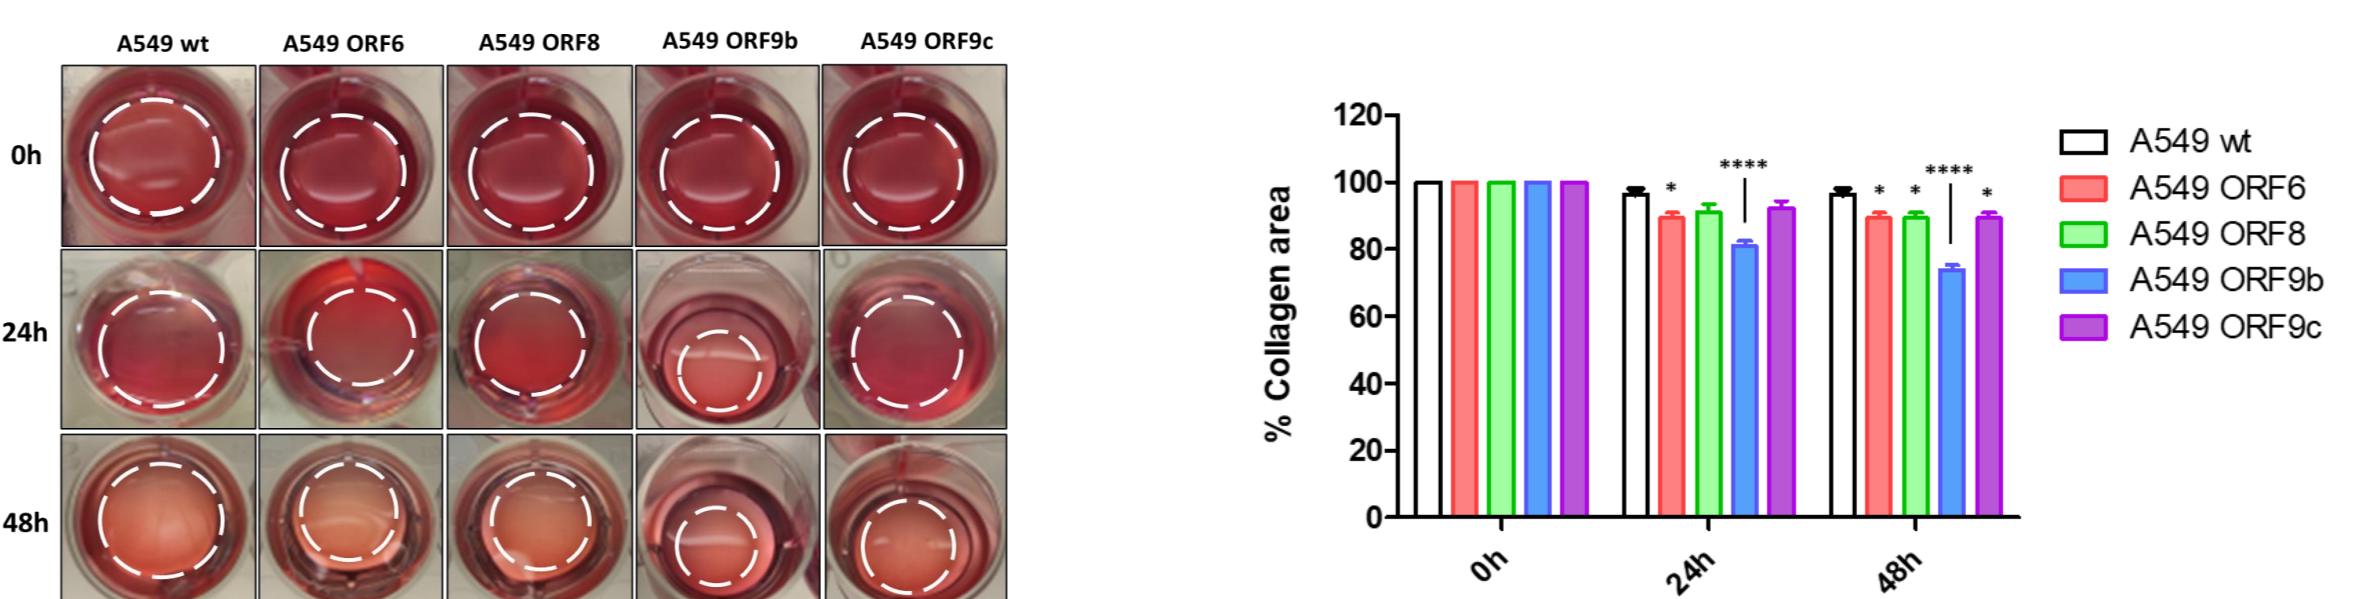 A549 wt A549 ORF6 A549 ORF8 A549 ORF9b A549 ORF9c
0h
24h
48h
% Collagen area
120
100
80
60
40
20
0
* ****
* * **** *
0h 24h 48h
A549 wt
A549 ORF6
A549 ORF8
A549 ORF9b
A549 ORF9c